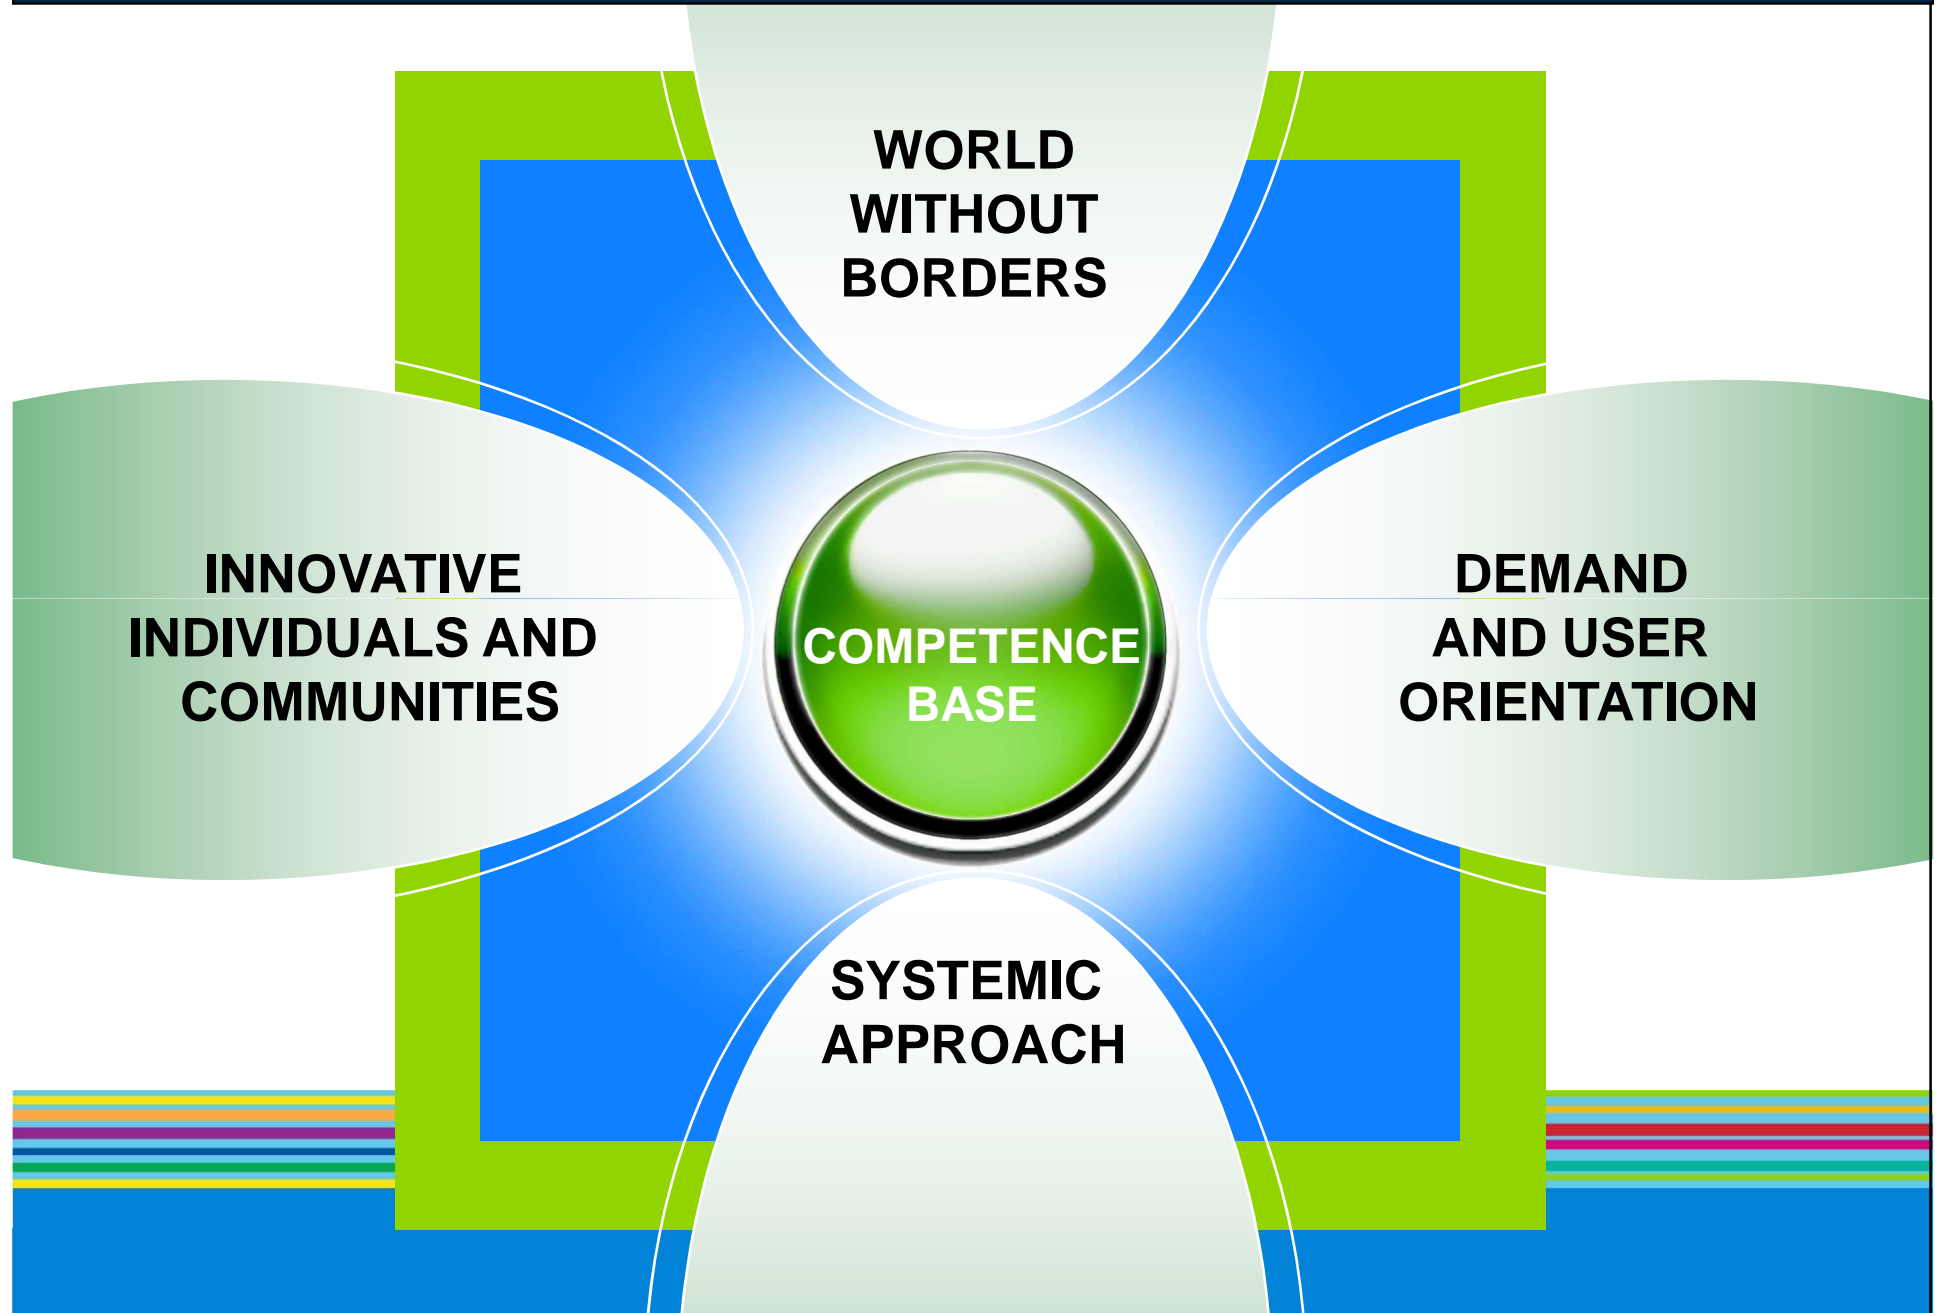 WORLD
WITHOUT
BORDERS
INNOVATIVE
INDIVIDUALS AND
COMMUNITIES
COMPETENCE
BASE
DEMAND
AND USER
ORIENTATION
SYSTEMIC
APPROACH